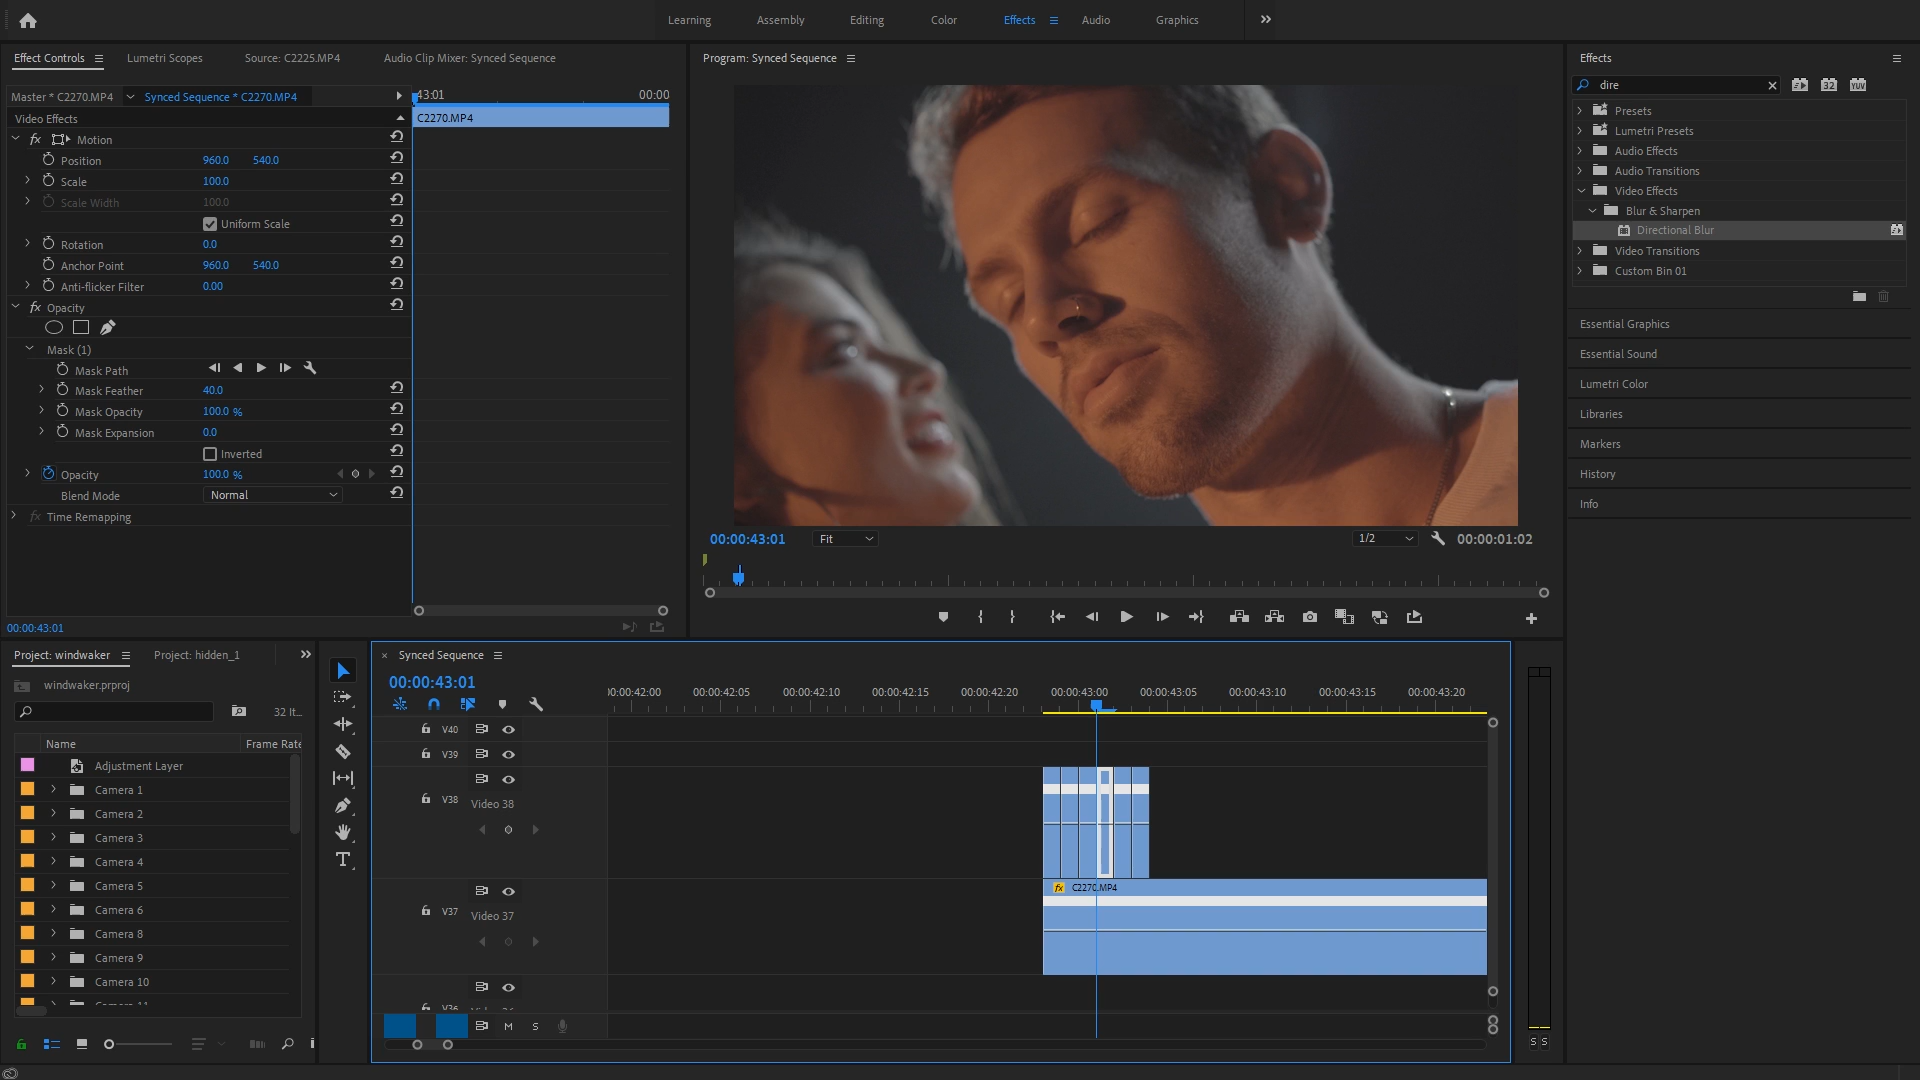 Learning Assembly Editing Color Effects Audio Graphics
Effect Controls Lumetri Scopes Source: C2225.MP4 Audio Clip Mixer: Synced Sequence
Master * C2270.MP4 Synced Sequence * C2270.MP4
43:01 00:00
Video Effects
C2270.MP4
fx Motion
Position 960.0 540.0
Scale 100.0
Scale Width 100.0
Uniform Scale
Rotation 0.0
Anchor Point 960.0 540.0
Anti-flicker Filter 0.00
fx Opacity
Mask (1)
Mask Path
Mask Feather 40.0
Mask Opacity 100.0 %
Mask Expansion 0.0
Inverted
Opacity 100.0 %
Blend Mode Normal
fx Time Remapping
00:00:43:01
Program: Synced Sequence
00:00:43:01 Fit 1/2 00:00:01:02
Effects
dire
32 YUV
Presets
Lumetri Presets
Audio Effects
Audio Transitions
Video Effects
Blur & Sharpen
Directional Blur
Video Transitions
Custom Bin 01
Essential Graphics
Essential Sound
Lumetri Color
Libraries
Markers
History
Info
Project: windwaker Project: hidden_1
windwaker.prproj
32 It...
Name Frame Rate
Adjustment Layer
Camera 1
Camera 2
Camera 3
Camera 4
Camera 5
Camera 6
Camera 8
Camera 9
Camera 10
Camera 11
× Synced Sequence
00:00:43:01
00:00:42:00 00:00:42:05 00:00:42:10 00:00:42:15 00:00:42:20 00:00:43:00 00:00:43:05 00:00:43:10 00:00:43:15 00:00:43:20
V40
V39
V38 Video 38
fx C2270.MP4
V37 Video 37
V36
M S
S S